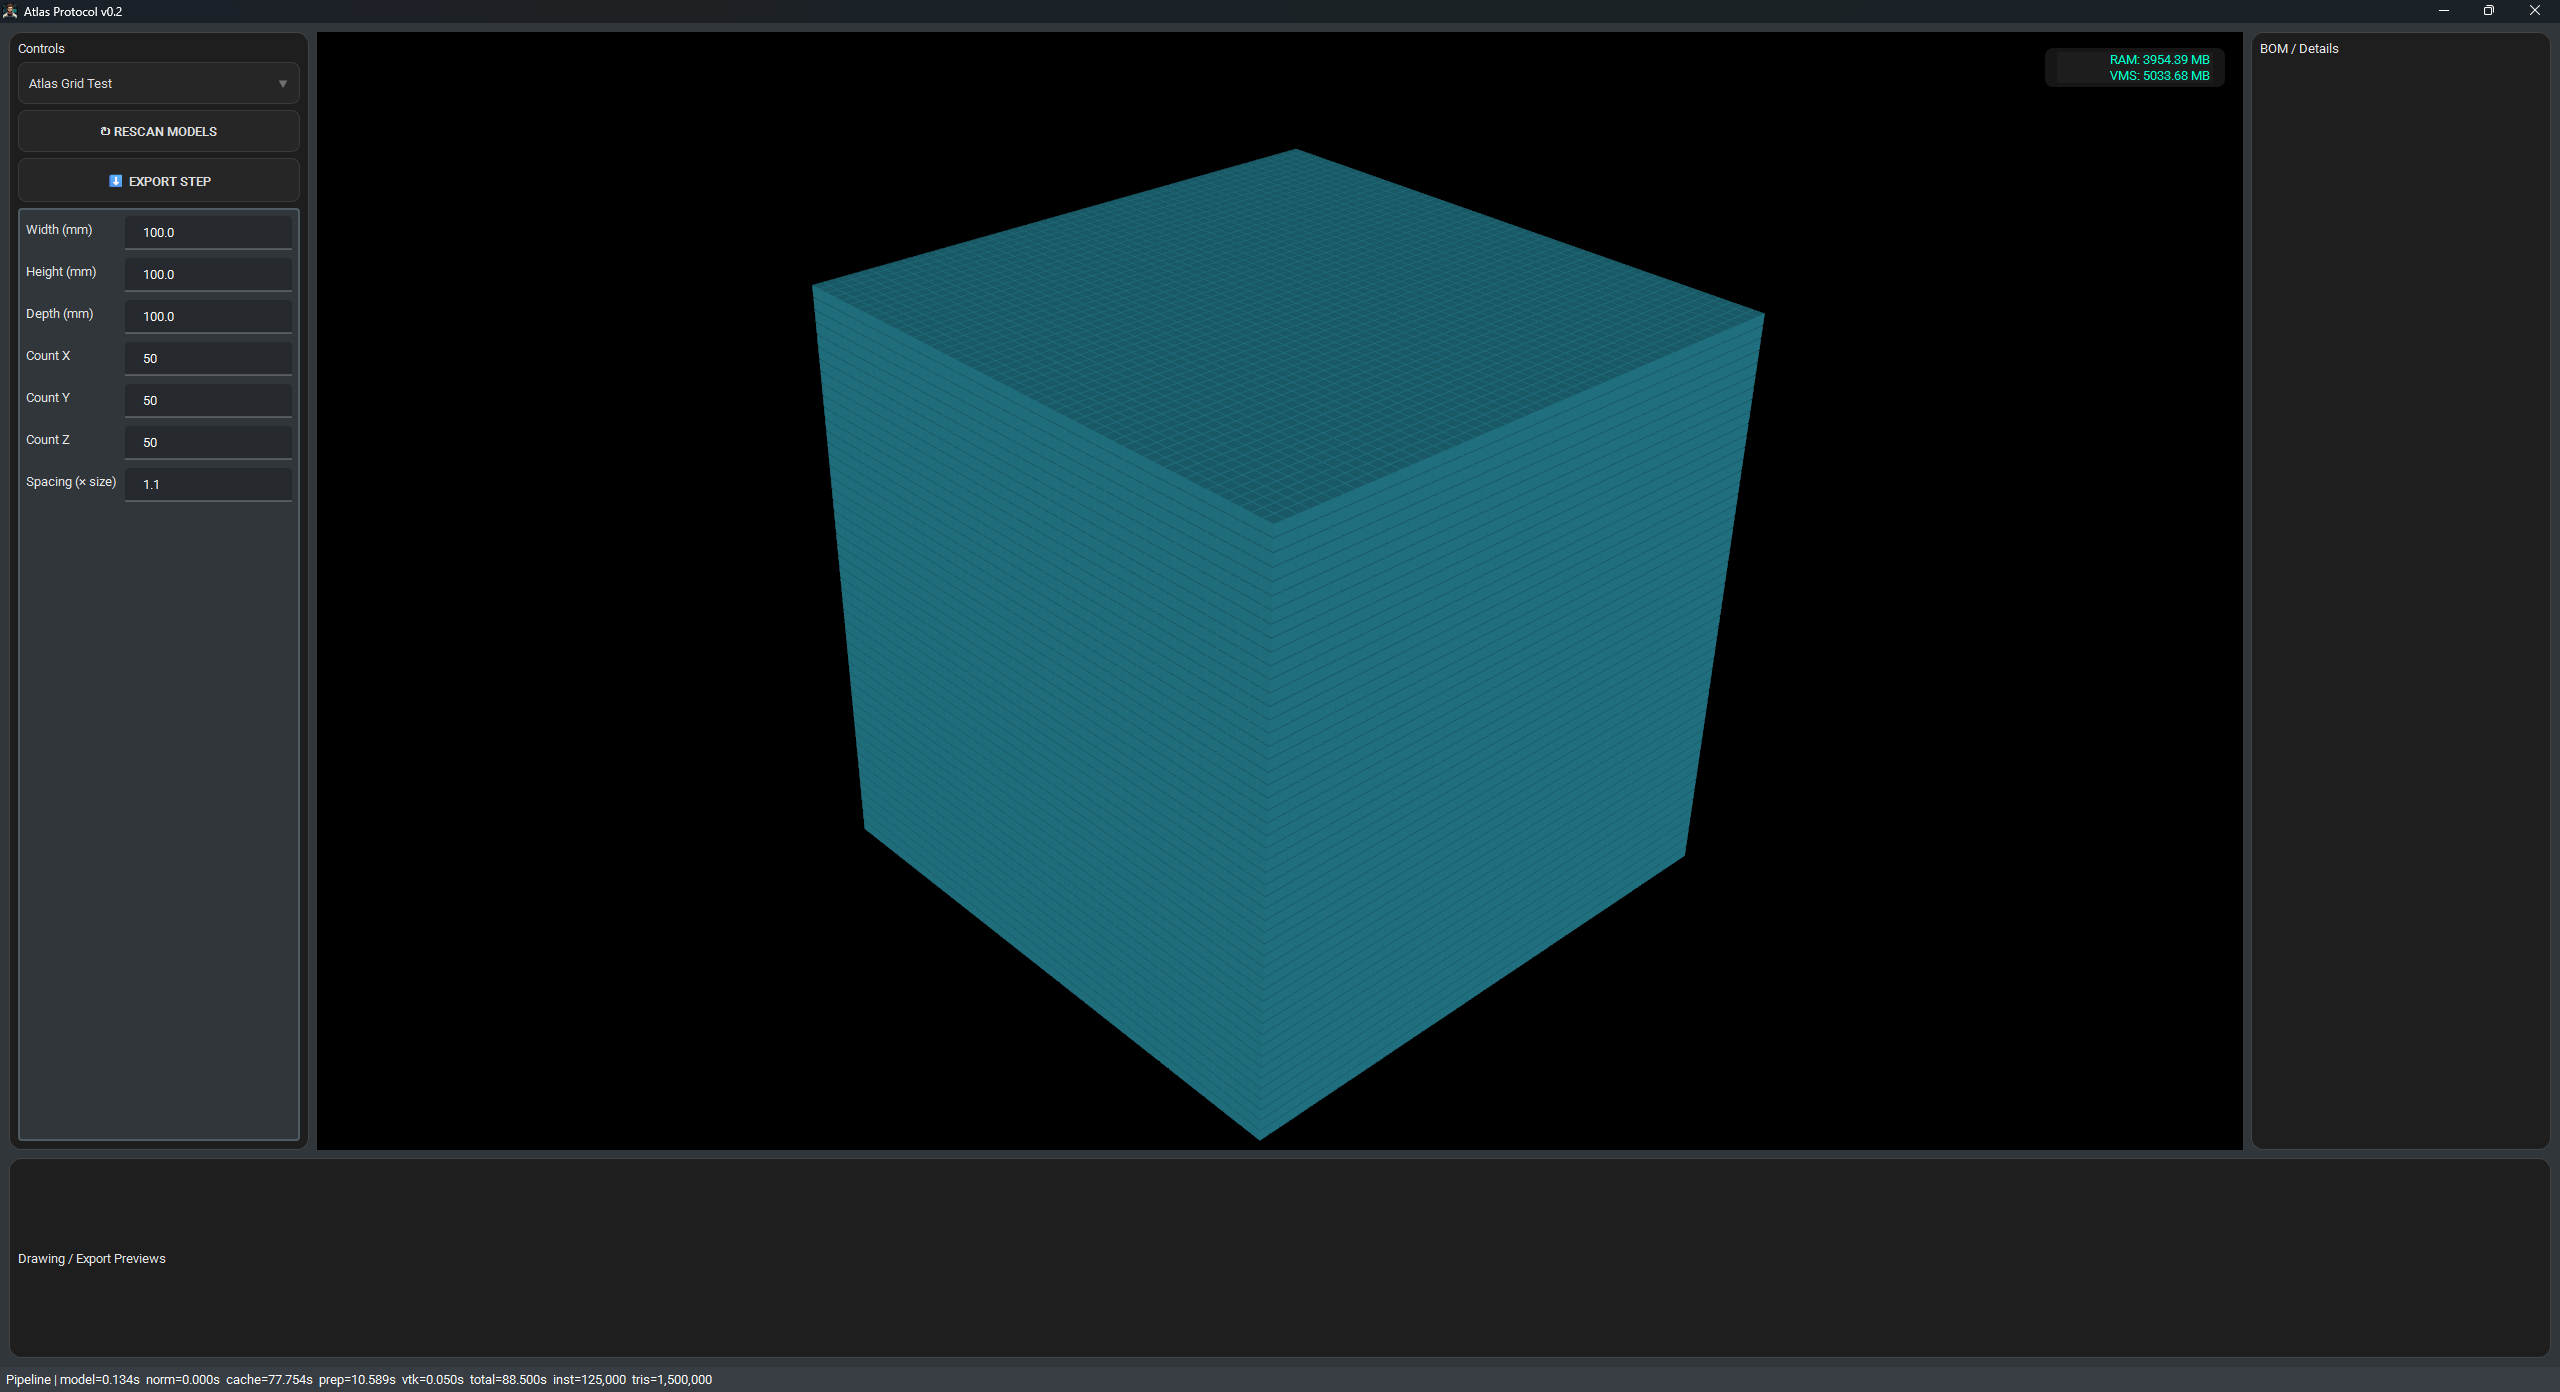 Atlas Protocol v0.2
Controls
Atlas Grid Test
↻ RESCAN MODELS
⬇️ EXPORT STEP
Width (mm) 100.0
Height (mm) 100.0
Depth (mm) 100.0
Count X 50
Count Y 50
Count Z 50
Spacing (× size) 1.1
RAM: 3954.39 MB
VMS: 5033.68 MB
BOM / Details
Drawing / Export Previews
Pipeline | model=0.134s norm=0.000s cache=77.754s prep=10.589s vtk=0.050s total=88.500s inst=125,000 tris=1,500,000